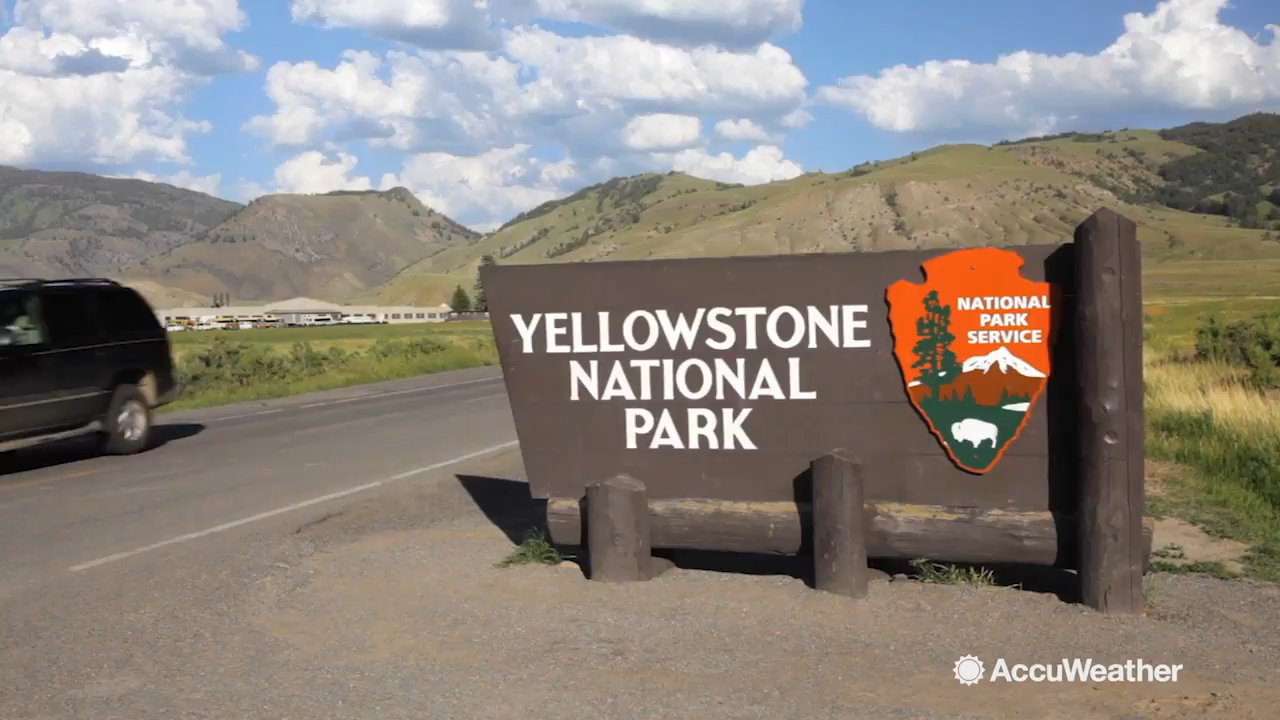 YELLOWSTONE
NATIONAL
PARK
NATIONAL
PARK
SERVICE
AccuWeather